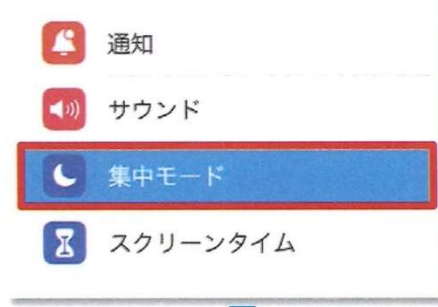 通知
サウンド
集中モード
スクリーンタイム